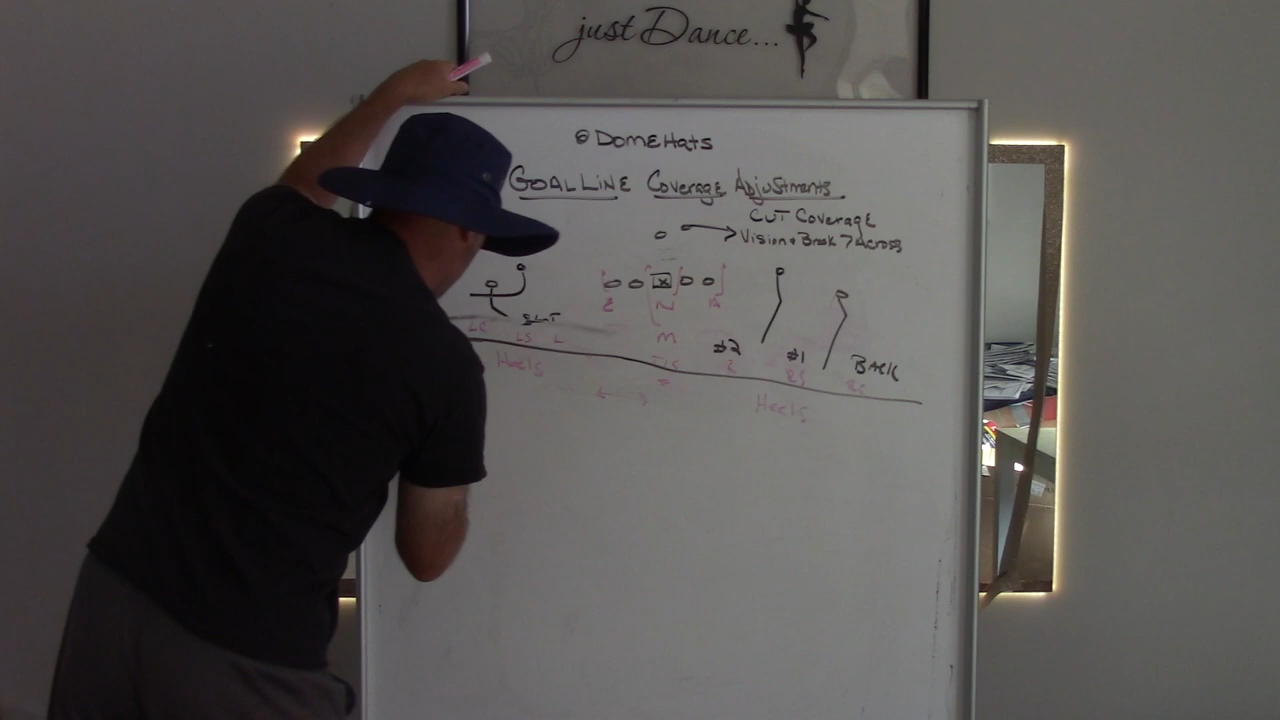 just Dance...
@DomEHats
GOAL LINE Coverage Adjustments
CUT Coverage
Vision & Break 7 Across
X
E N
LC LS L M
#2 #1 BACK
RS
Heels
Heels